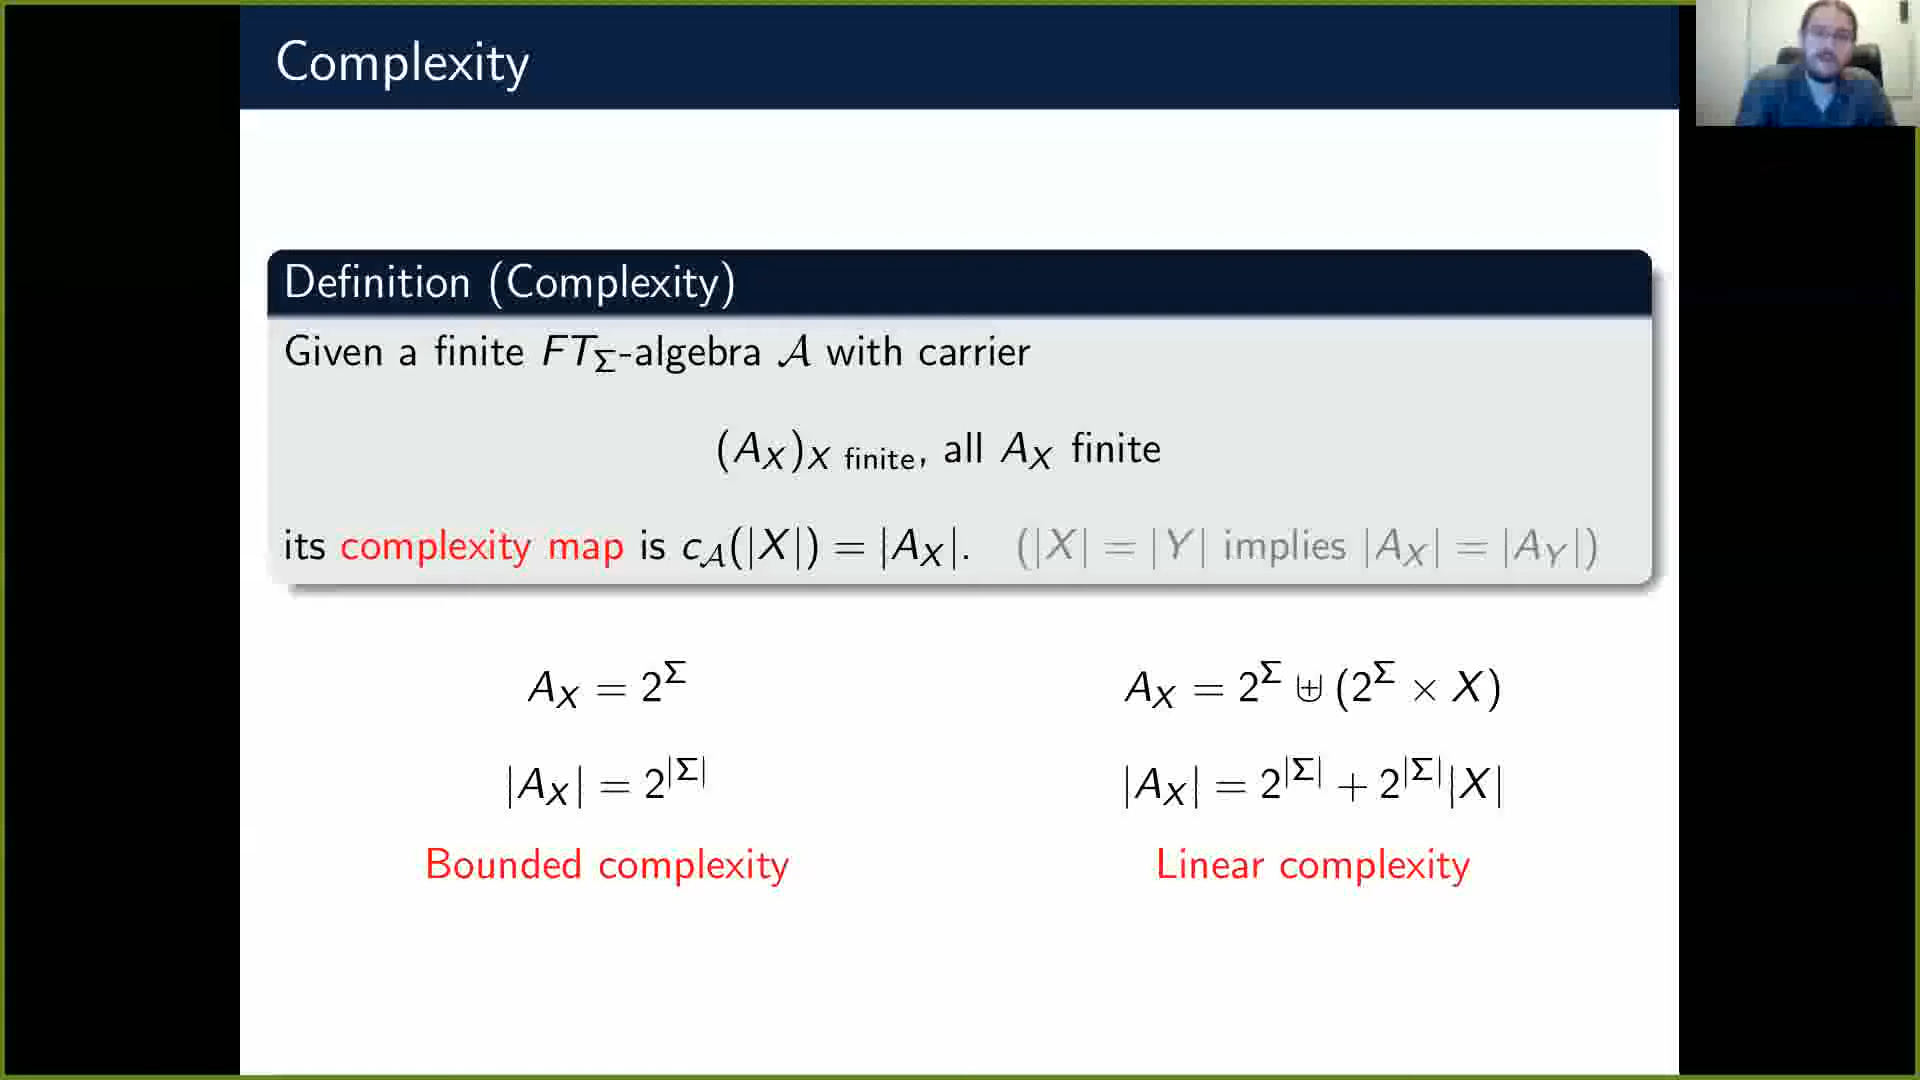 Complexity
Definition (Complexity)
Given a finite FT_Σ-algebra 𝒜 with carrier
(A_X)_{X finite}, all A_X finite
its complexity map is c_𝒜(|X|) = |A_X|. (|X| = |Y| implies |A_X| = |A_Y|)
A_X = 2^Σ
A_X = 2^Σ ⊎ (2^Σ × X)
|A_X| = 2^{|Σ|}
|A_X| = 2^{|Σ|} + 2^{|Σ|}|X|
Bounded complexity
Linear complexity